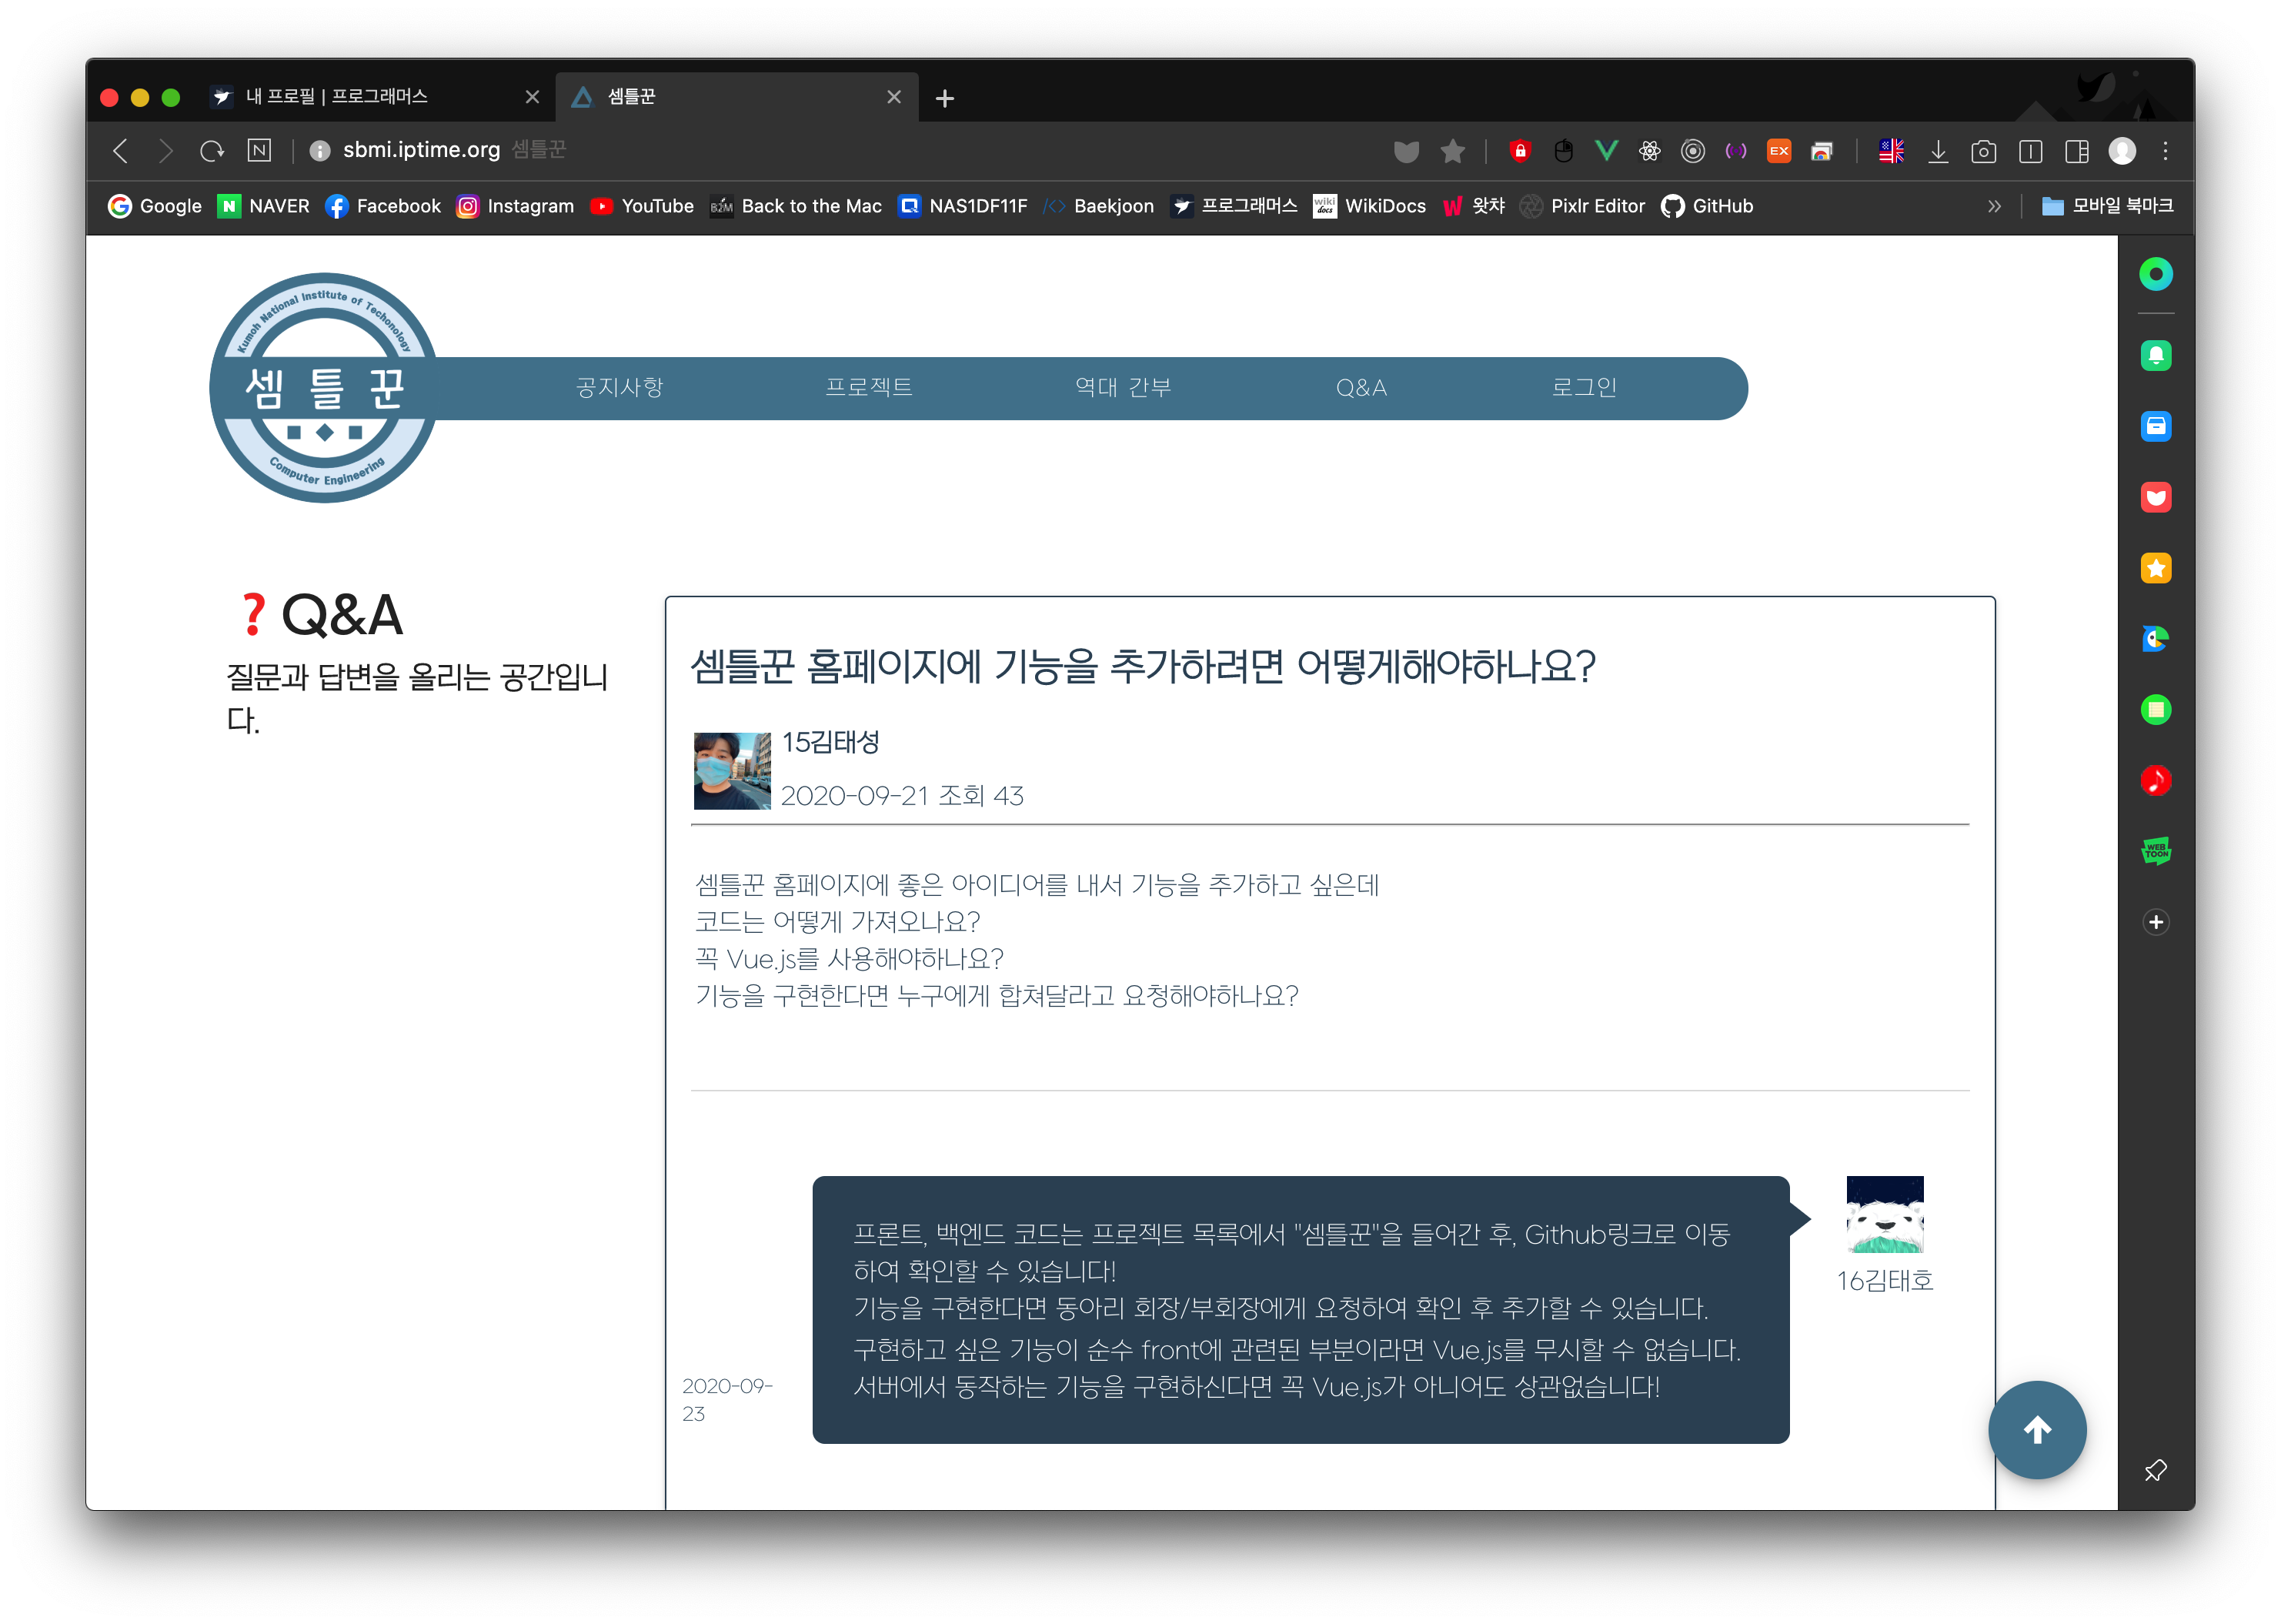 내 프로필 | 프로그래머스
셈틀꾼
sbmi.iptime.org 셈틀꾼
EX
Google NAVER Facebook Instagram YouTube B2M Back to the Mac NAS1DF11F Baekjoon 프로그래머스 wiki docs WikiDocs 왓챠 Pixlr Editor GitHub 모바일 북마크
Kumoh National Institute of Techonology
셈틀꾼
Computer Engineering
공지사항 프로젝트 역대 간부 Q&A 로그인
❓Q&A
질문과 답변을 올리는 공간입니
다.
셈틀꾼 홈페이지에 기능을 추가하려면 어떻게해야하나요?
15김태성
2020-09-21 조회 43
셈틀꾼 홈페이지에 좋은 아이디어를 내서 기능을 추가하고 싶은데
코드는 어떻게 가져오나요?
꼭 Vue.js를 사용해야하나요?
기능을 구현한다면 누구에게 합쳐달라고 요청해야하나요?
프론트, 백엔드 코드는 프로젝트 목록에서 "셈틀꾼"을 들어간 후, Github링크로 이동
하여 확인할 수 있습니다!
기능을 구현한다면 동아리 회장/부회장에게 요청하여 확인 후 추가할 수 있습니다.
구현하고 싶은 기능이 순수 front에 관련된 부분이라면 Vue.js를 무시할 수 없습니다.
서버에서 동작하는 기능을 구현하신다면 꼭 Vue.js가 아니어도 상관없습니다!
16김태호
2020-09-
23
WEB
TOON